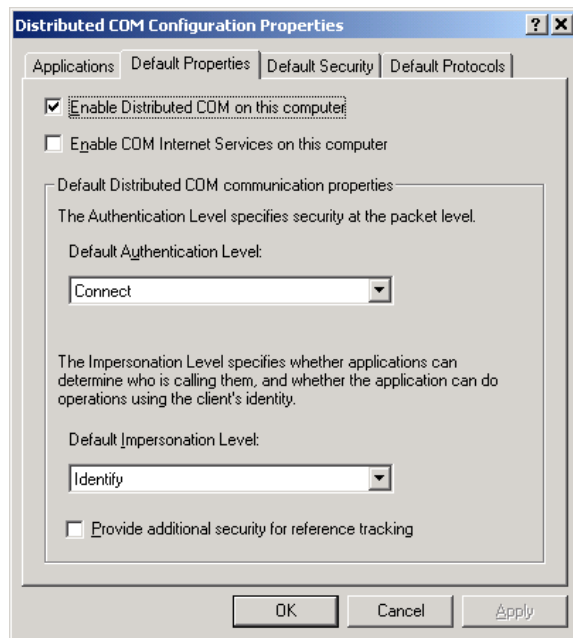 Distributed COM Configuration Properties
Applications
Default Properties
Default Security
Default Protocols
Enable Distributed COM on this computer
Enable COM Internet Services on this computer
Default Distributed COM communication properties
The Authentication Level specifies security at the packet level.
Default Authentication Level:
Connect
The Impersonation Level specifies whether applications can
determine who is calling them, and whether the application can do
operations using the client's identity.
Default Impersonation Level:
Identify
Provide additional security for reference tracking
OK
Cancel
Apply